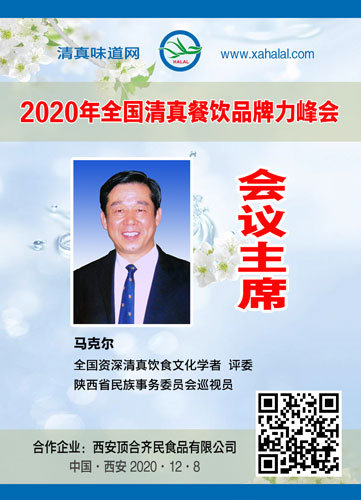 清真味道网
HALAL
www.xahalal.com
2020年全国清真餐饮品牌力峰会
会议主席
马克尔
全国资深清真饮食文化学者 评委
陕西省民族事务委员会巡视员
合作企业：西安顶合齐民食品有限公司
中国·西安 2020·12·8